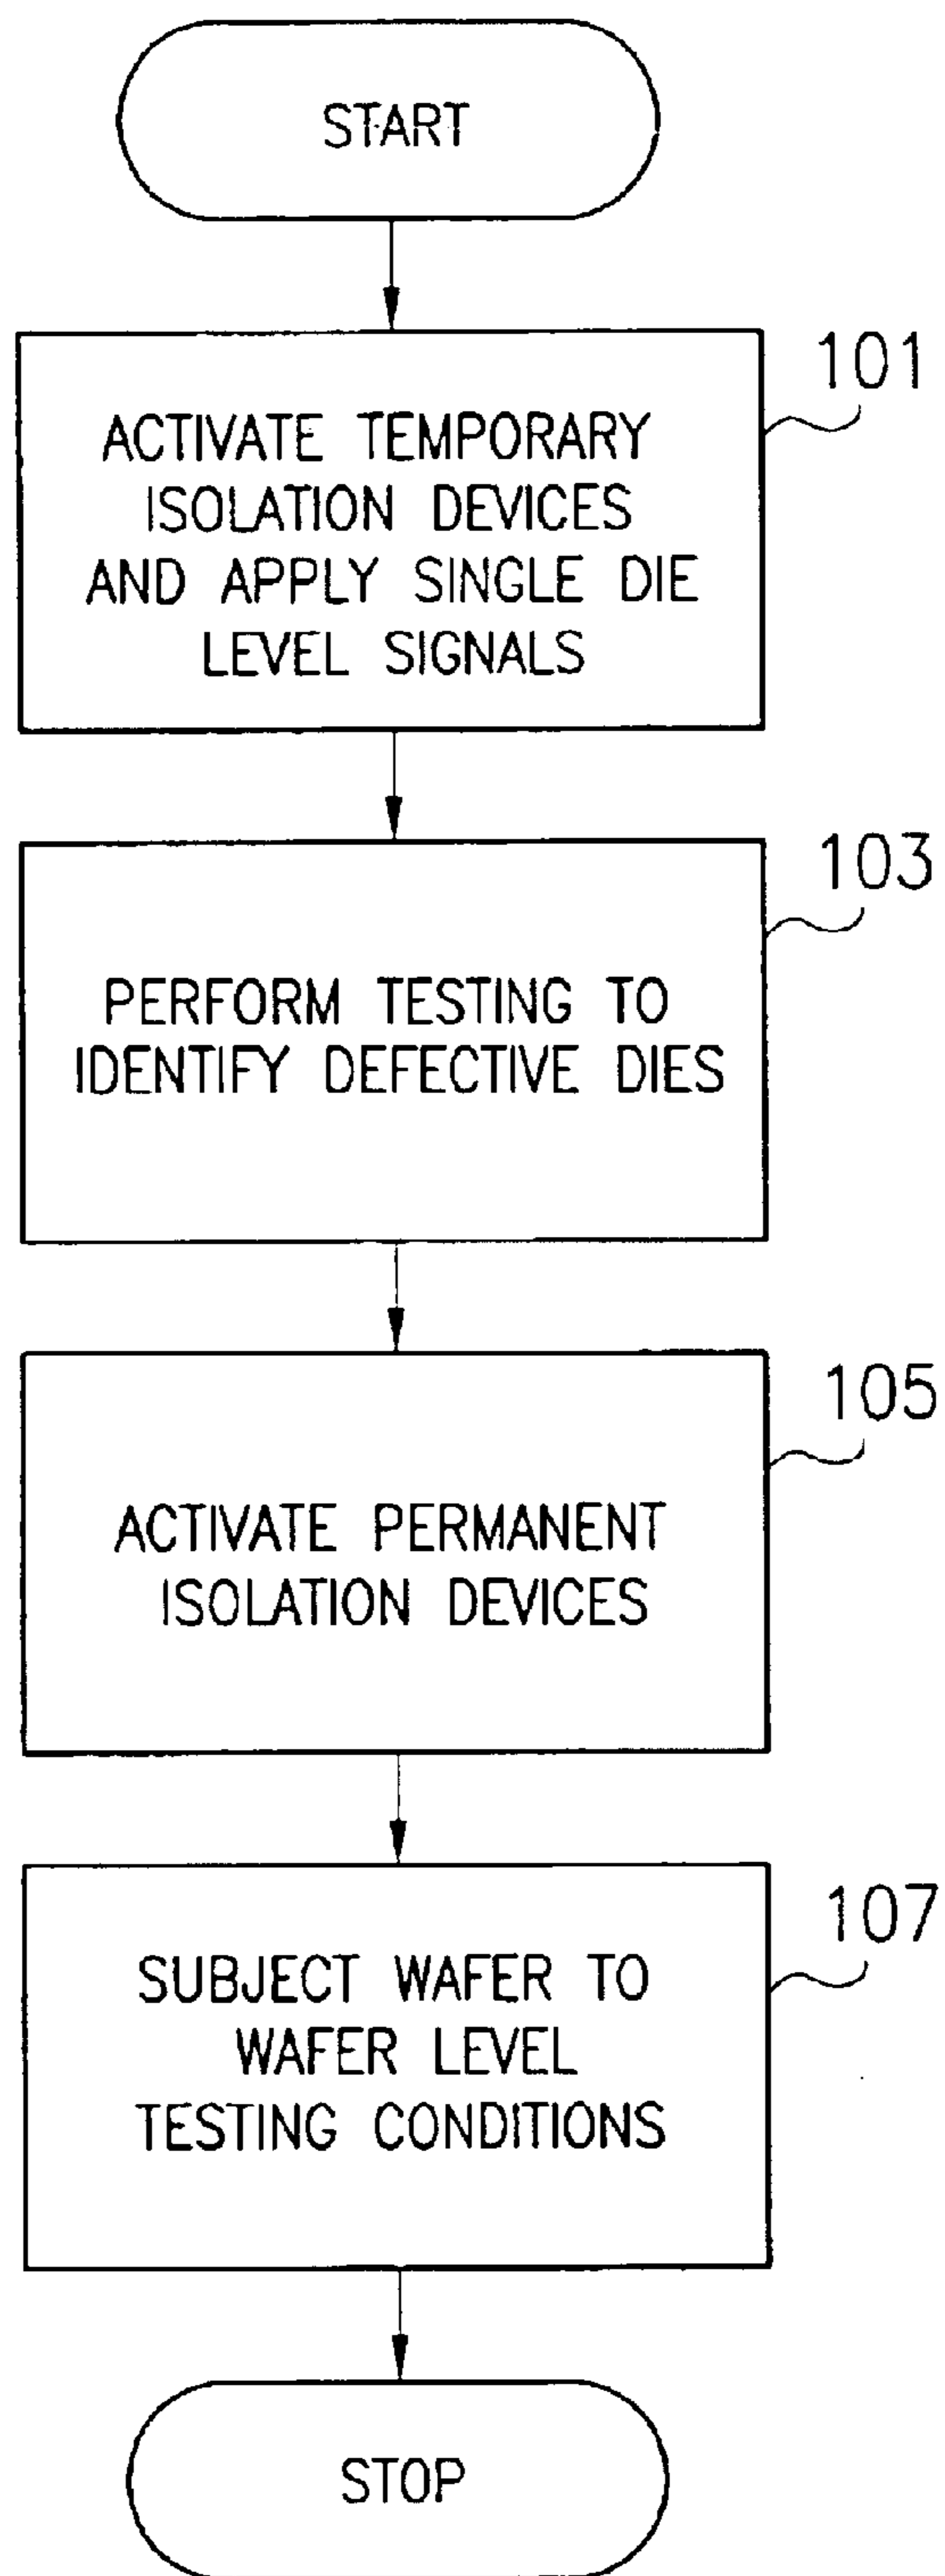 START
101
ACTIVATE TEMPORARY
ISOLATION DEVICES
AND APPLY SINGLE DIE
LEVEL SIGNALS
103
PERFORM TESTING TO
IDENTIFY DEFECTIVE DIES
105
ACTIVATE PERMANENT
ISOLATION DEVICES
107
SUBJECT WAFER TO
WAFER LEVEL
TESTING CONDITIONS
STOP